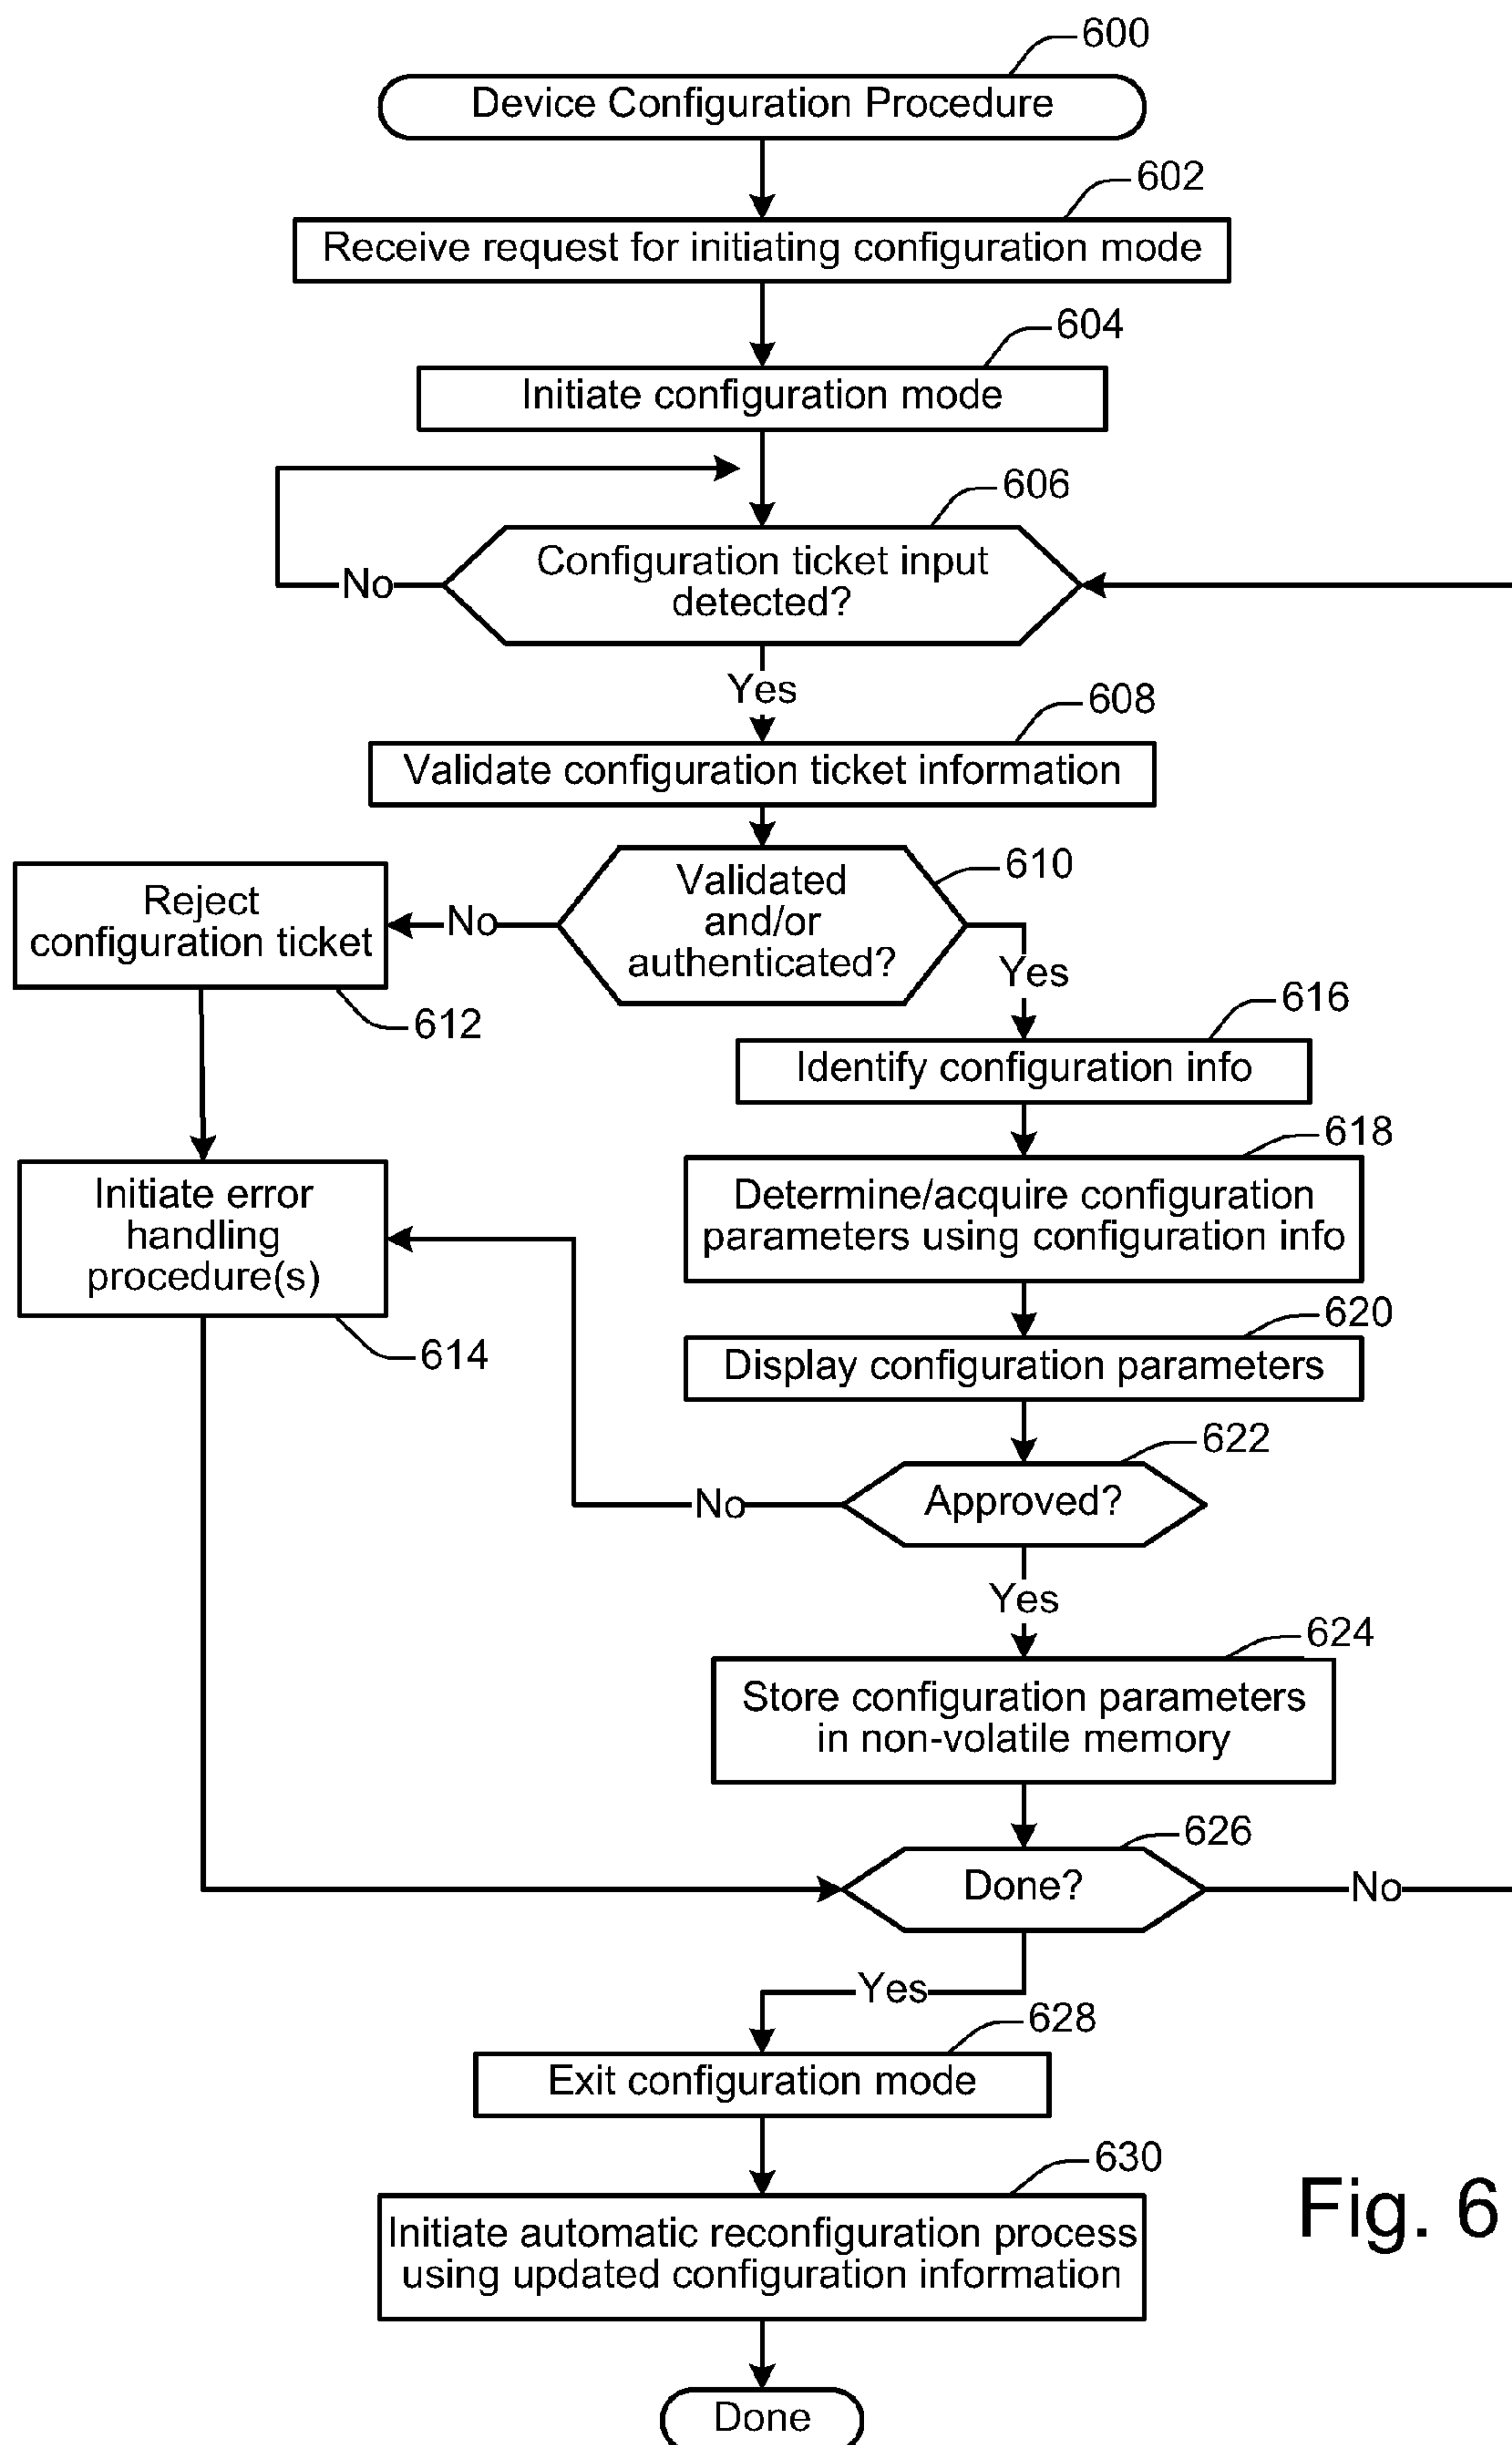 600
Device Configuration Procedure
602
Receive request for initiating configuration mode
604
Initiate configuration mode
606
Configuration ticket input
detected?
No
Yes
608
Validate configuration ticket information
610
Validated
and/or
authenticated?
No
Yes
Reject
configuration ticket
612
616
Identify configuration info
618
Determine/acquire configuration
parameters using configuration info
Initiate error
handling
procedure(s)
614
620
Display configuration parameters
622
Approved?
No
Yes
624
Store configuration parameters
in non-volatile memory
626
Done?
No
Yes
628
Exit configuration mode
630
Initiate automatic reconfiguration process
using updated configuration information
Fig. 6
Done